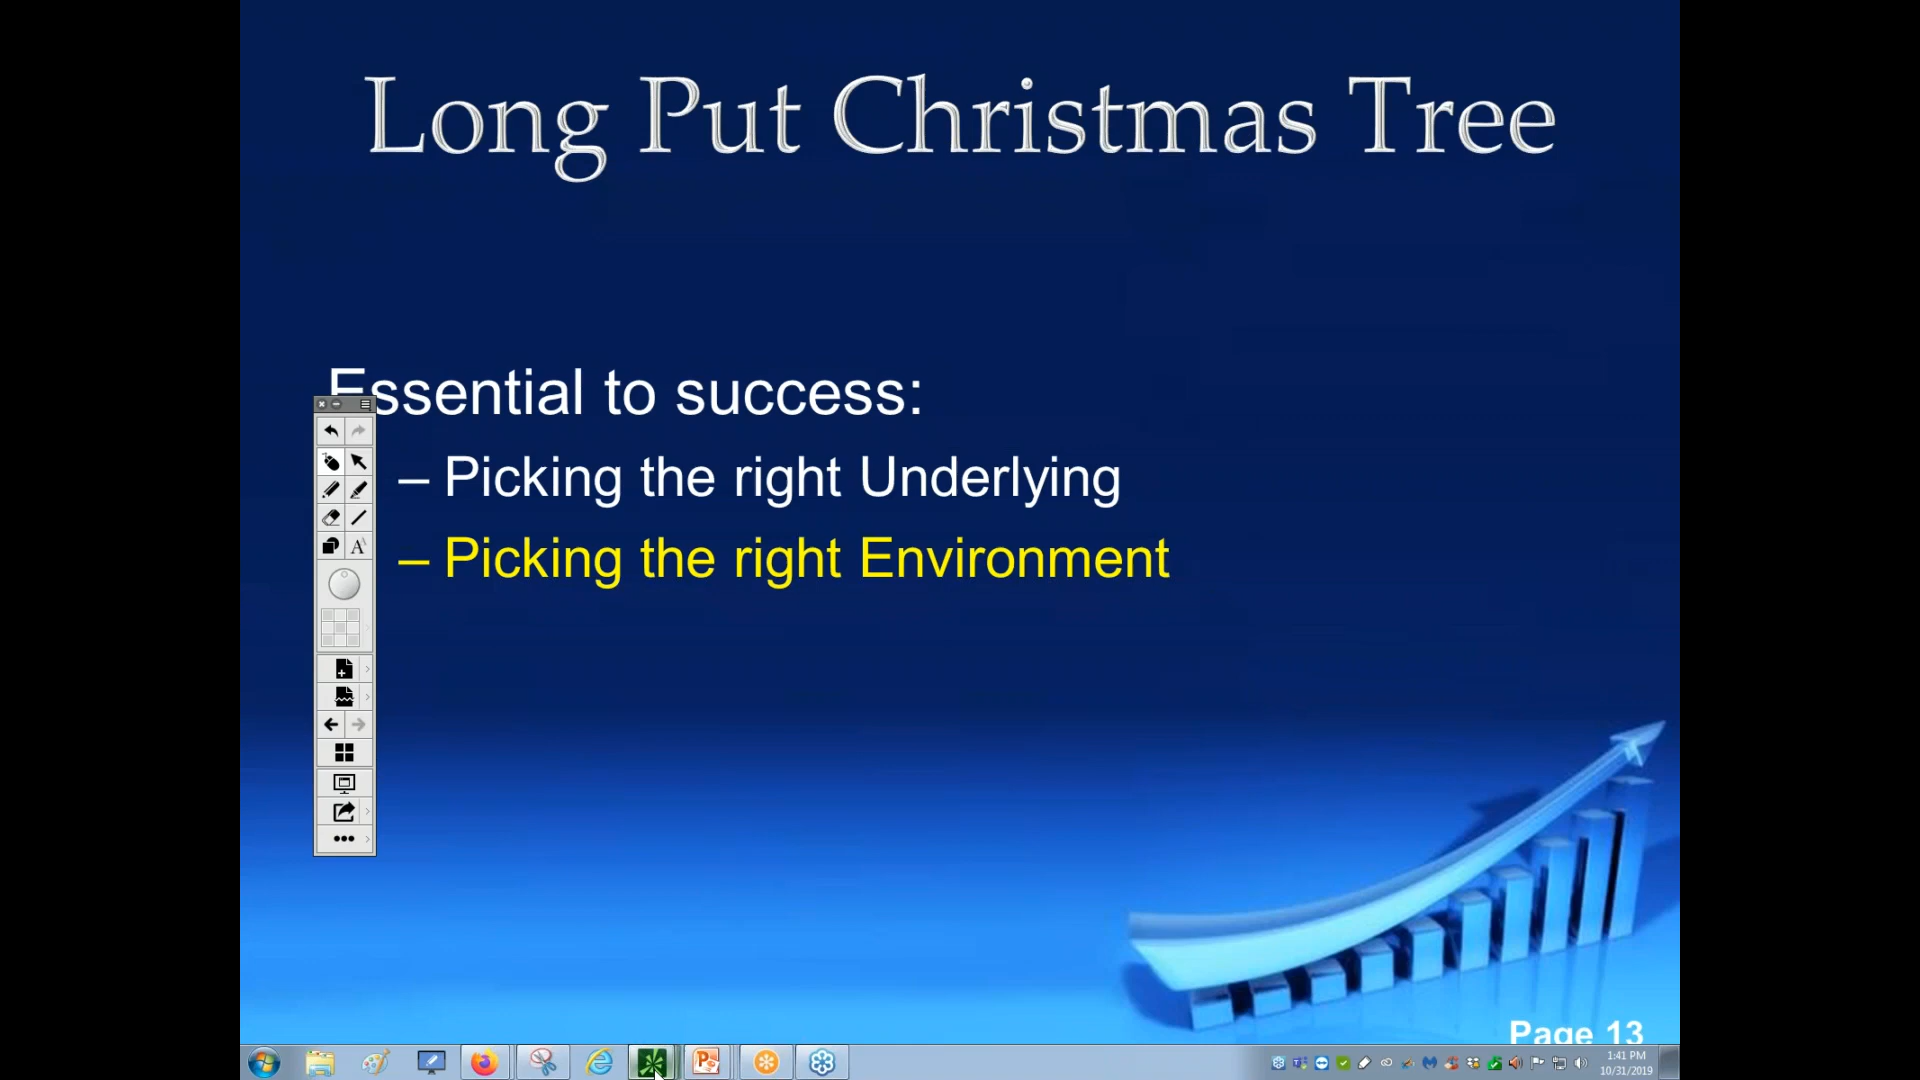 Long Put Christmas Tree
Essential to success:
– Picking the right Underlying
– Picking the right Environment
Page 13
1:41 PM
10/31/2019